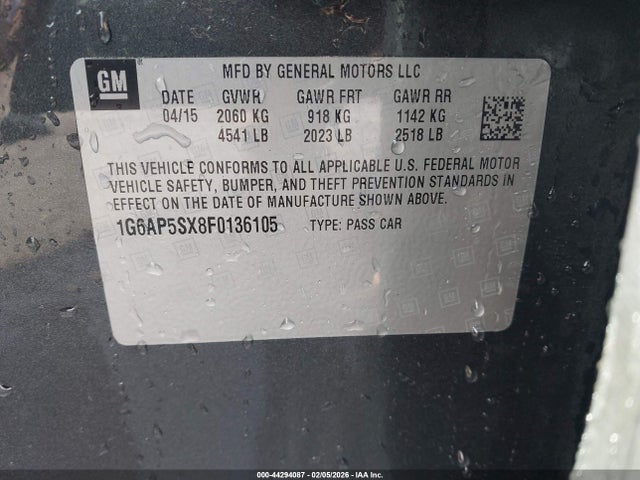 GM
MFD BY GENERAL MOTORS LLC
DATE GVWR GAWR FRT GAWR RR
04/15 2060 KG 918 KG 1142 KG
4541 LB 2023 LB 2518 LB
THIS VEHICLE CONFORMS TO ALL APPLICABLE U.S. FEDERAL MOTOR
VEHICLE SAFETY, BUMPER, AND THEFT PREVENTION STANDARDS IN
EFFECT ON THE DATE OF MANUFACTURE SHOWN ABOVE.
1G6AP5SX8F0136105 TYPE: PASS CAR
000-44294087 - 02/05/2026 - IAA Inc.